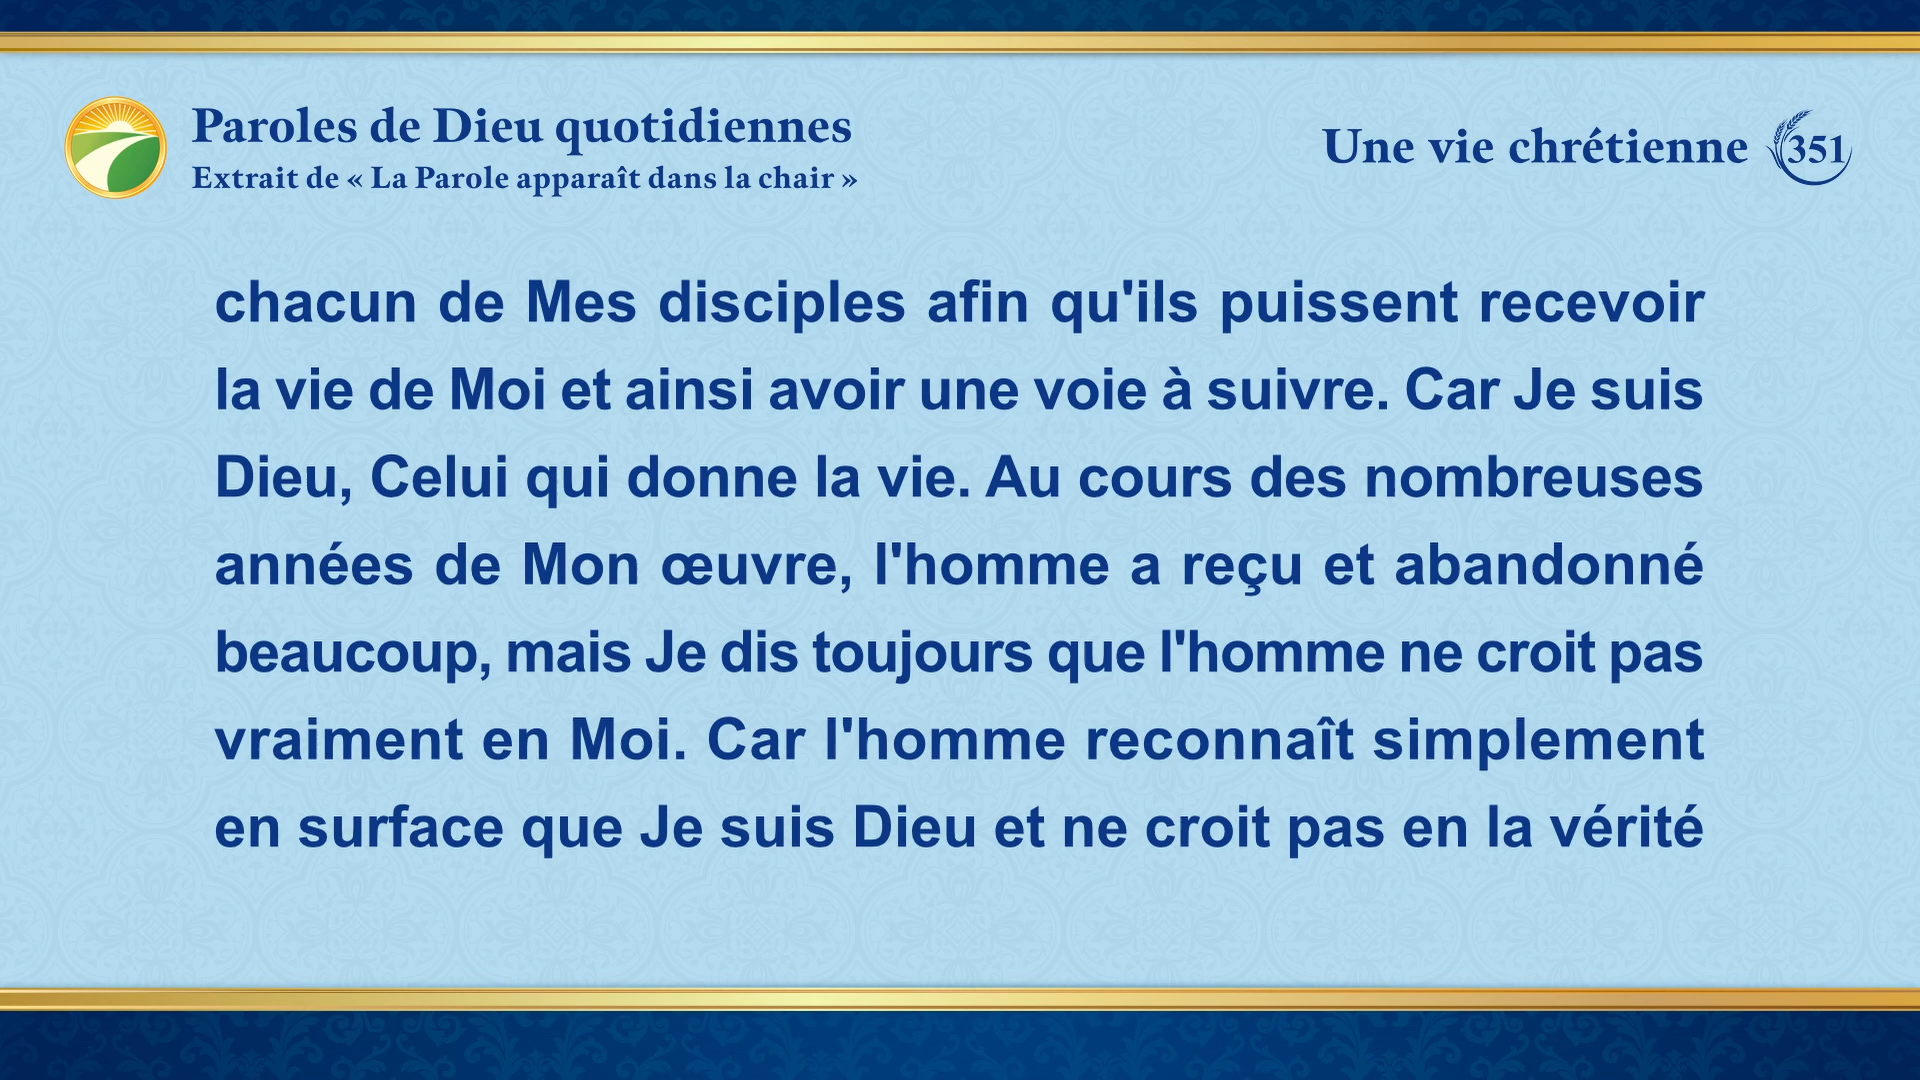 Paroles de Dieu quotidiennes
Extrait de « La Parole apparaît dans la chair »
Une vie chrétienne 351
chacun de Mes disciples afin qu'ils puissent recevoir
la vie de Moi et ainsi avoir une voie à suivre. Car Je suis
Dieu, Celui qui donne la vie. Au cours des nombreuses
années de Mon œuvre, l'homme a reçu et abandonné
beaucoup, mais Je dis toujours que l'homme ne croit pas
vraiment en Moi. Car l'homme reconnaît simplement
en surface que Je suis Dieu et ne croit pas en la vérité